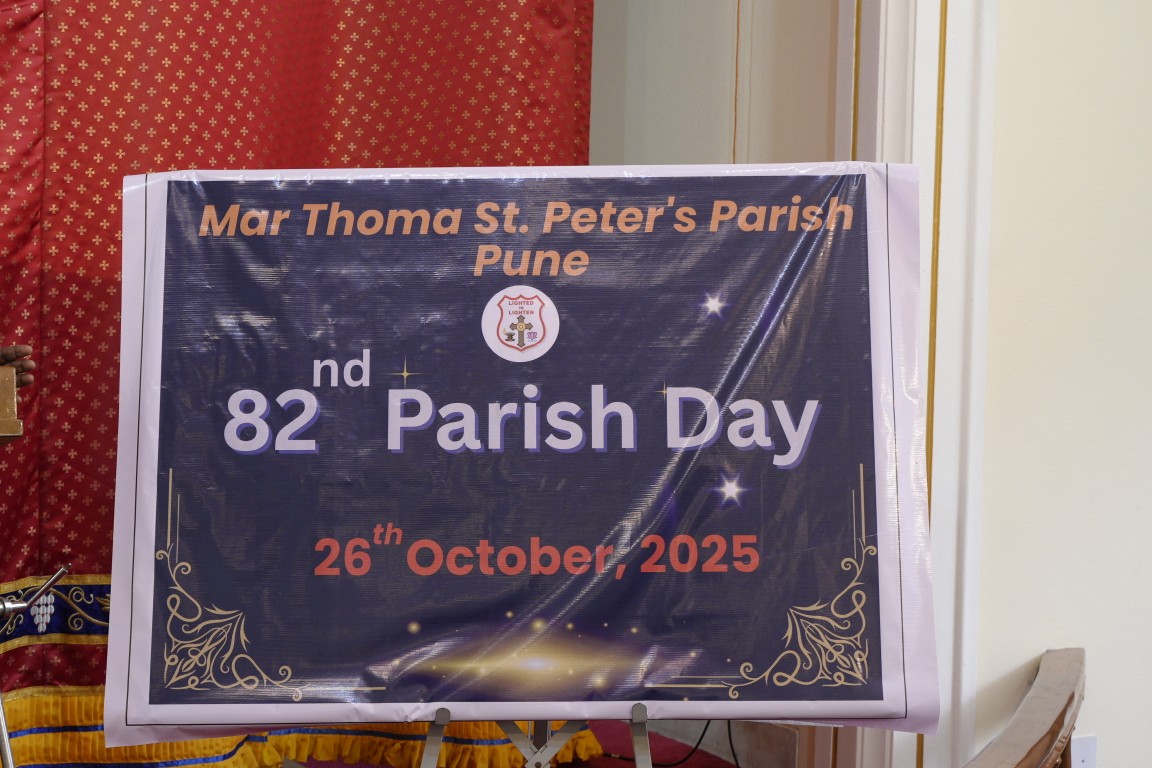 Mar Thoma St. Peter's Parish
Pune
LIGHTED
TO
LIGHTEN
82nd Parish Day
26th October, 2025